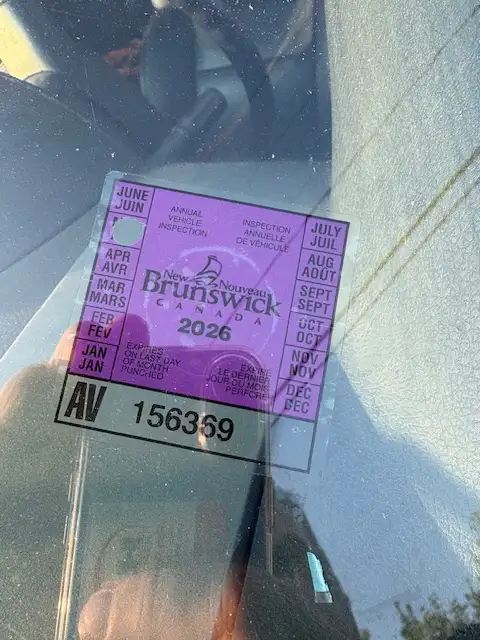 JUNE
JUIN
APR
AVR
MAR
MARS
FEB
FEV
JAN
JAN
ANNUAL
VEHICLE
INSPECTION
INSPECTION
ANNUELLE
DE VÉHICULE
New Nouveau
Brunswick
CANADA
2026
EXPIRES
ON LAST DAY
OF MONTH
PUNCHED
EXPIRE
LE DERNIER
JOUR DU MOIS
PERFORÉ
JULY
JUIL
AUG
AOÛT
SEPT
SEPT
OCT
OCT
NOV
NOV
DEC
DEC
AV 156369